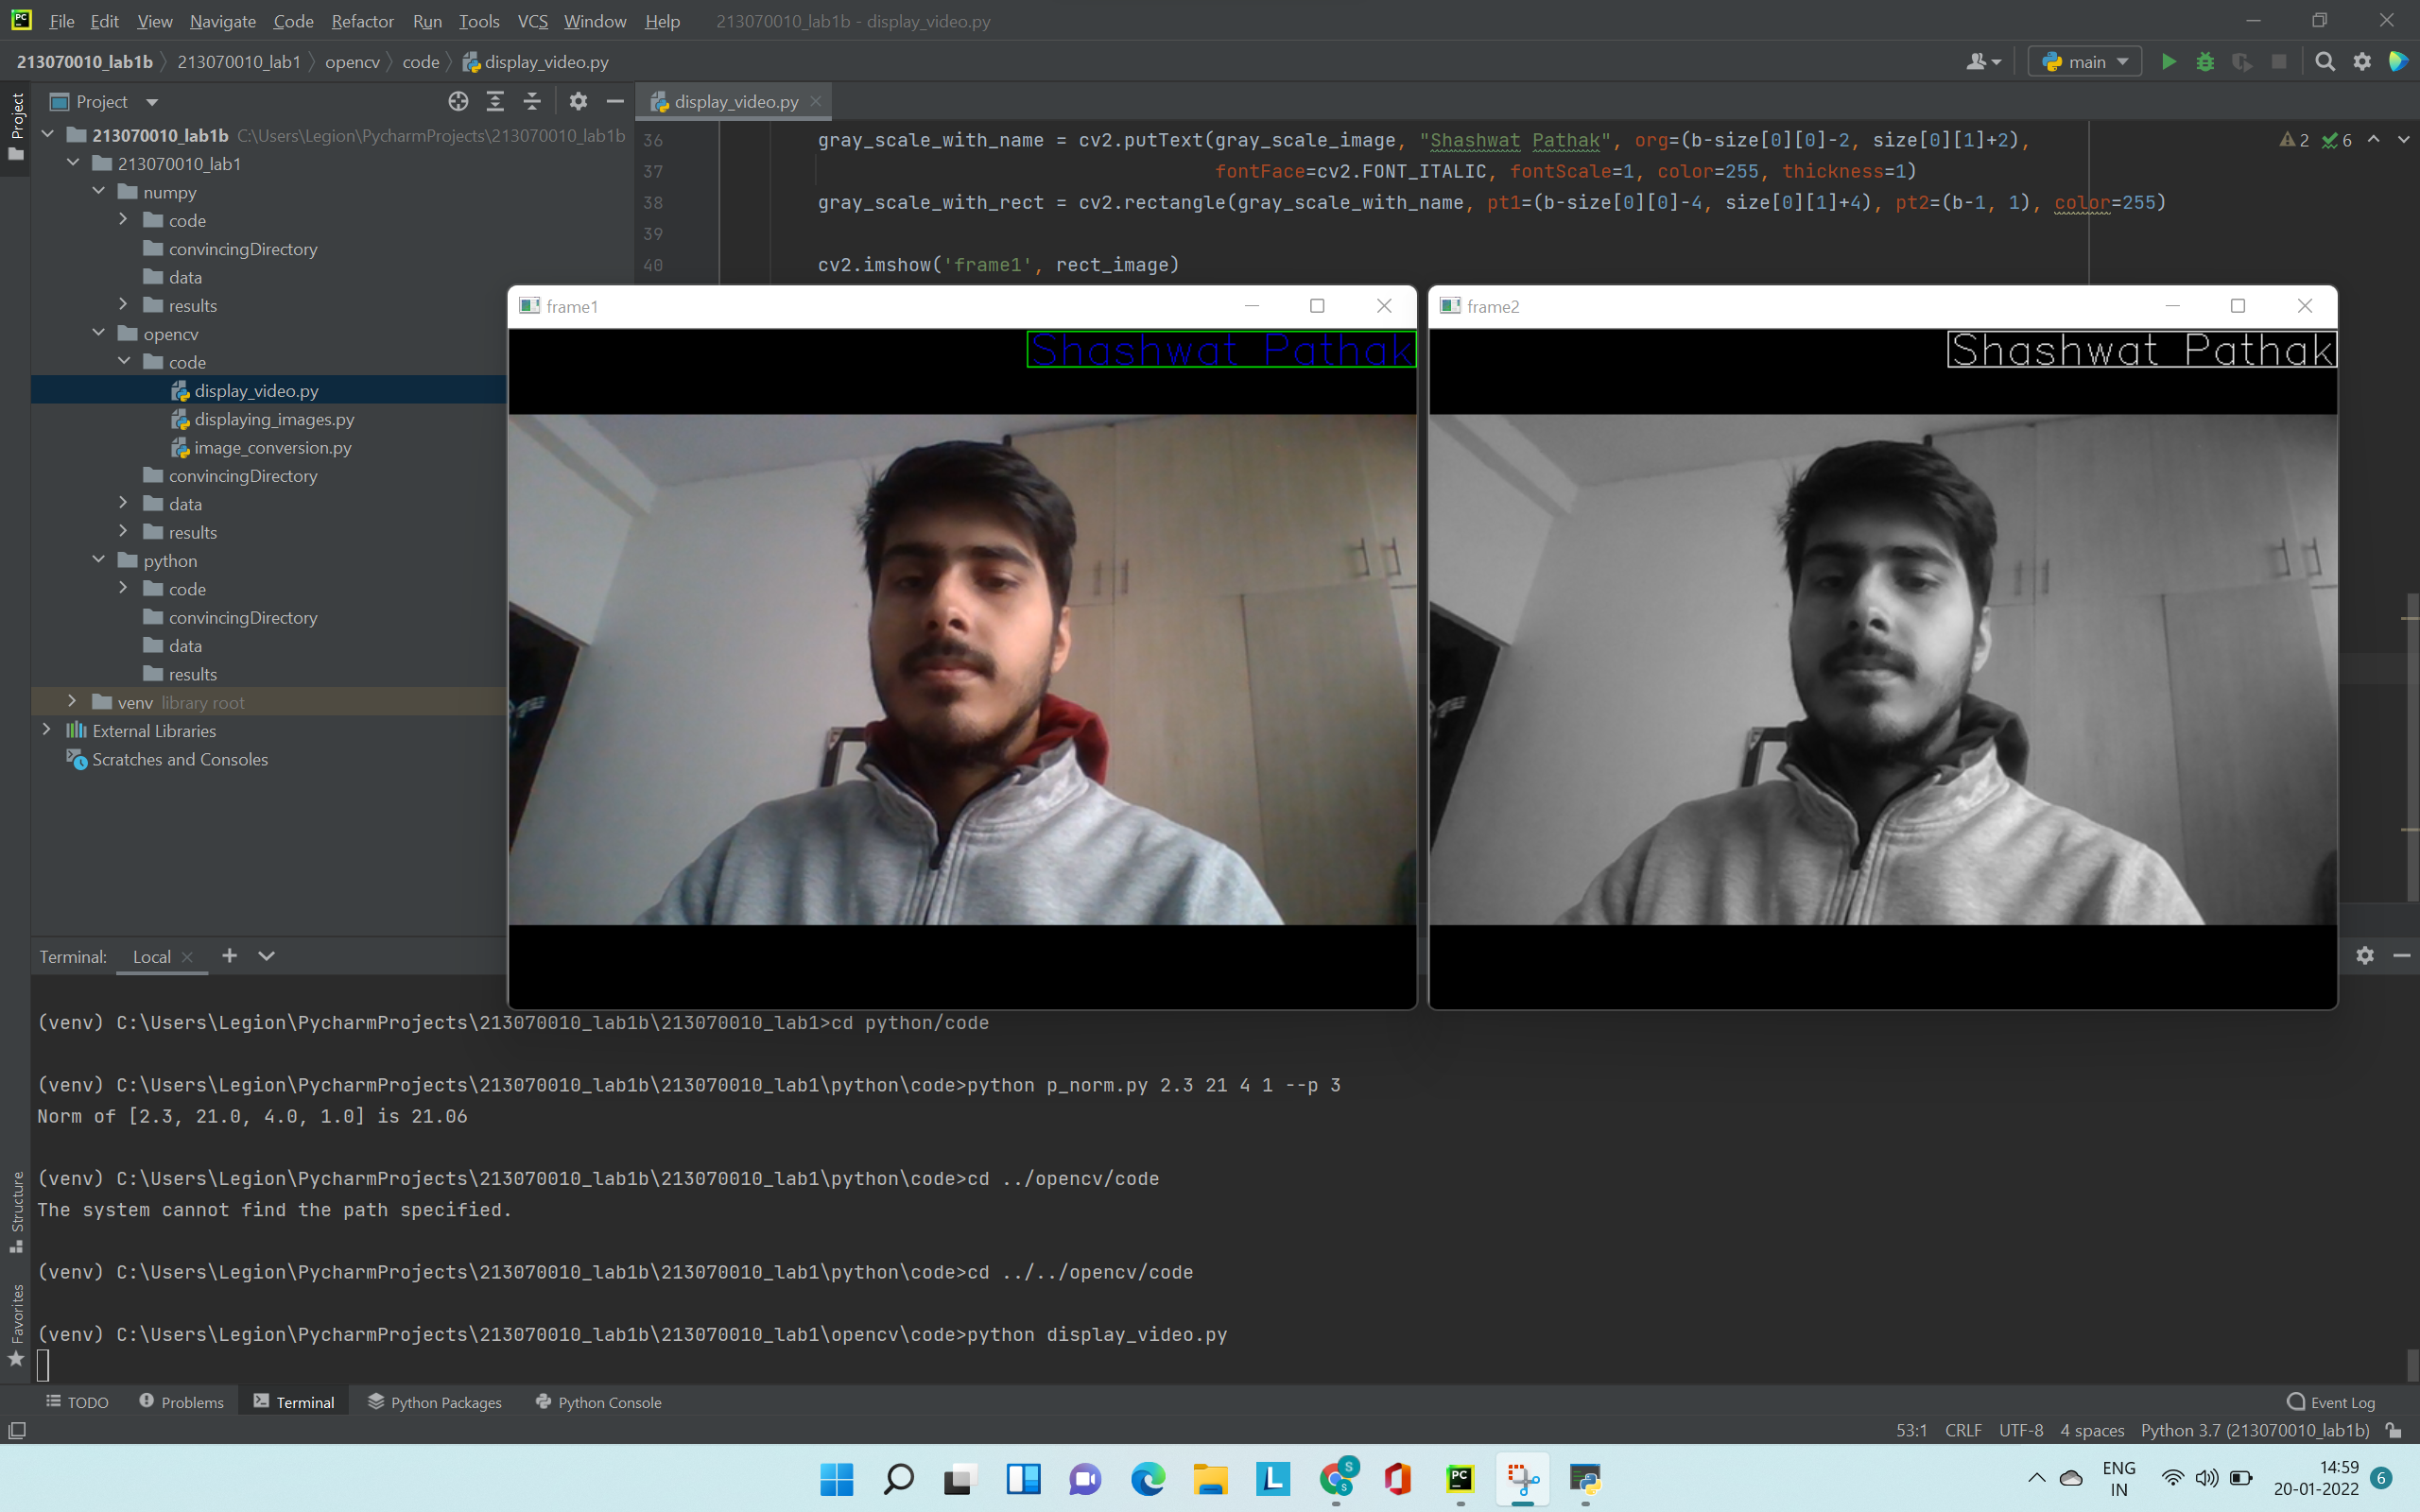 PC File Edit View Navigate Code Refactor Run Tools VCS Window Help 213070010_lab1b - display_video.py
213070010_lab1b 213070010_lab1 opencv code display_video.py main
Project
Project
display_video.py
213070010_lab1b C:\Users\Legion\PycharmProjects\213070010_lab1b
213070010_lab1
numpy
code
convincingDirectory
data
results
opencv
code
display_video.py
displaying_images.py
image_conversion.py
convincingDirectory
data
results
python
code
convincingDirectory
data
results
venv library root
External Libraries
Scratches and Consoles
36 gray_scale_with_name = cv2.putText(gray_scale_image, "Shashwat Pathak", org=(b-size[0][0]-2, size[0][1]+2),
37 fontFace=cv2.FONT_ITALIC, fontScale=1, color=255, thickness=1)
38 gray_scale_with_rect = cv2.rectangle(gray_scale_with_name, pt1=(b-size[0][0]-4, size[0][1]+4), pt2=(b-1, 1), color=255)
39
40 cv2.imshow('frame1', rect_image)
2 6
frame1
Shashwat Pathak
frame2
Shashwat Pathak
Terminal: Local
(venv) C:\Users\Legion\PycharmProjects\213070010_lab1b\213070010_lab1>cd python/code
(venv) C:\Users\Legion\PycharmProjects\213070010_lab1b\213070010_lab1\python\code>python p_norm.py 2.3 21 4 1 --p 3
Norm of [2.3, 21.0, 4.0, 1.0] is 21.06
(venv) C:\Users\Legion\PycharmProjects\213070010_lab1b\213070010_lab1\python\code>cd ../opencv/code
The system cannot find the path specified.
(venv) C:\Users\Legion\PycharmProjects\213070010_lab1b\213070010_lab1\python\code>cd ../../opencv/code
(venv) C:\Users\Legion\PycharmProjects\213070010_lab1b\213070010_lab1\opencv\code>python display_video.py
Structure
Favorites
TODO Problems Terminal Python Packages Python Console Event Log
53:1 CRLF UTF-8 4 spaces Python 3.7 (213070010_lab1b)
L S S PC
ENG
IN
14:59
20-01-2022
6